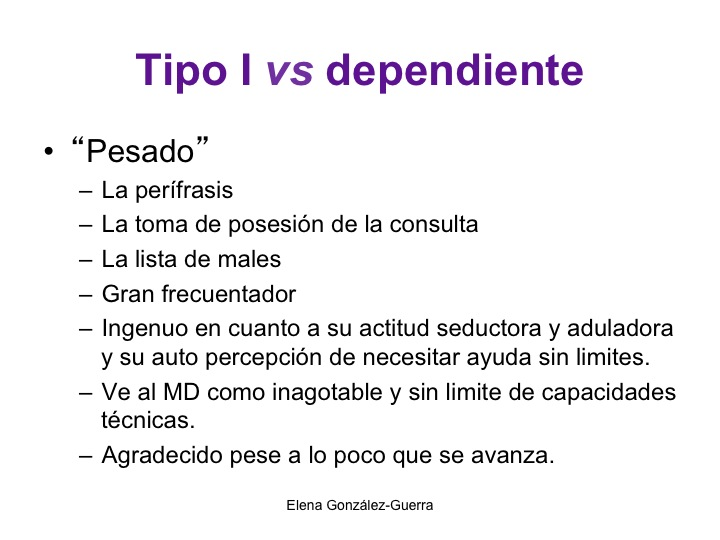 Tipo I vs dependiente
• “Pesado”
– La perífrasis
– La toma de posesión de la consulta
– La lista de males
– Gran frecuentador
– Ingenuo en cuanto a su actitud seductora y aduladora
y su auto percepción de necesitar ayuda sin limites.
– Ve al MD como inagotable y sin limite de capacidades
técnicas.
– Agradecido pese a lo poco que se avanza.
Elena González-Guerra